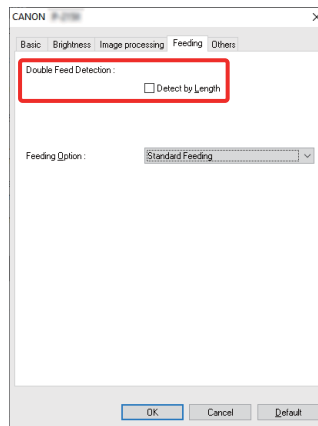 CANON
Basic Brightness Image processing Feeding Others
Double Feed Detection :
Detect by Length
Feeding Option : Standard Feeding
OK Cancel Default